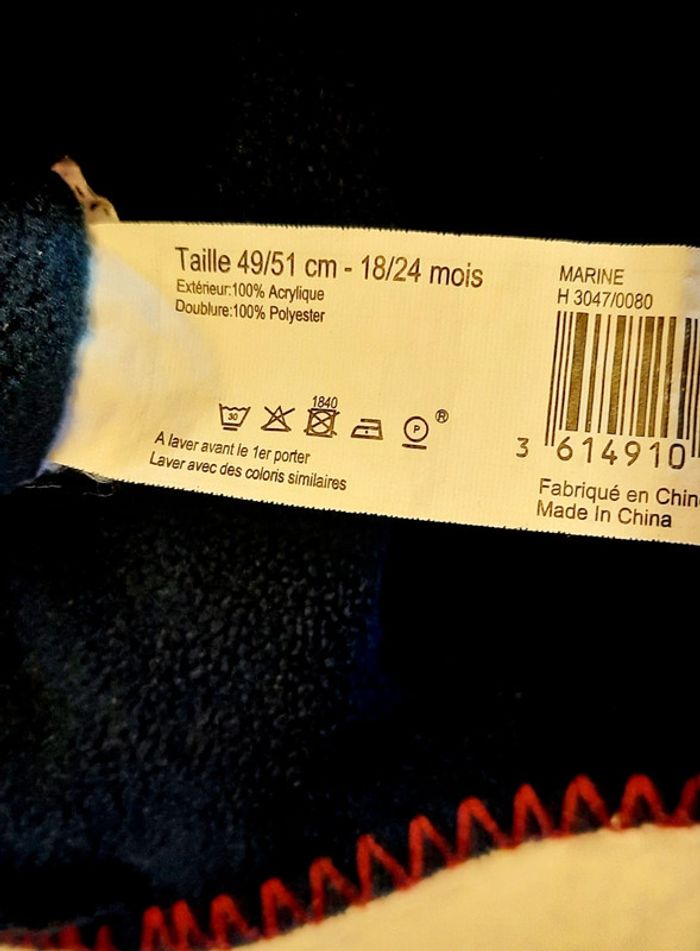 Taille 49/51 cm - 18/24 mois
Extérieur:100% Acrylique
Doublure:100% Polyester
1840
30
P
®
A laver avant le 1er porter
Laver avec des coloris similaires
MARINE
H 3047/0080
3 614910
Fabriqué en Chin
Made In China